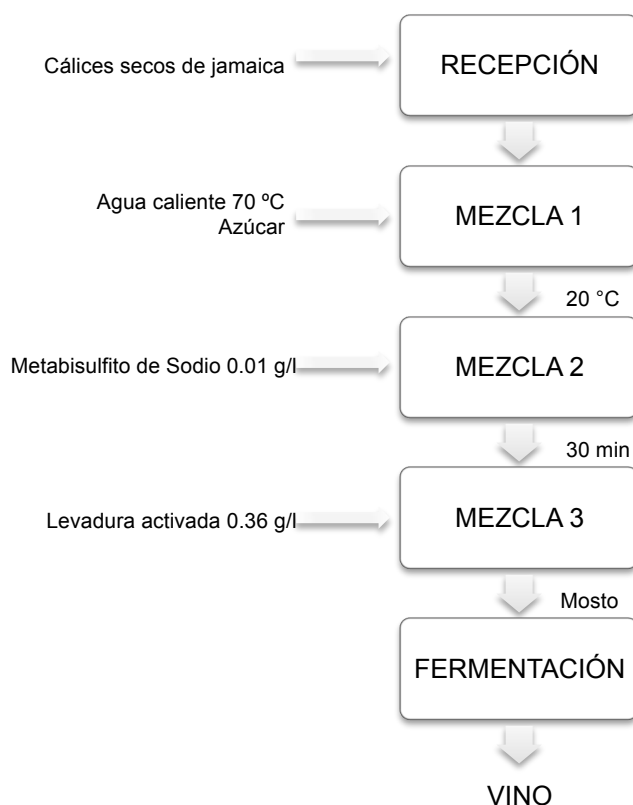 Cálices secos de jamaica
RECEPCIÓN
Agua caliente 70 ºC
Azúcar
MEZCLA 1
20 °C
Metabisulfito de Sodio 0.01 g/l
MEZCLA 2
30 min
Levadura activada 0.36 g/l
MEZCLA 3
Mosto
FERMENTACIÓN
VINO